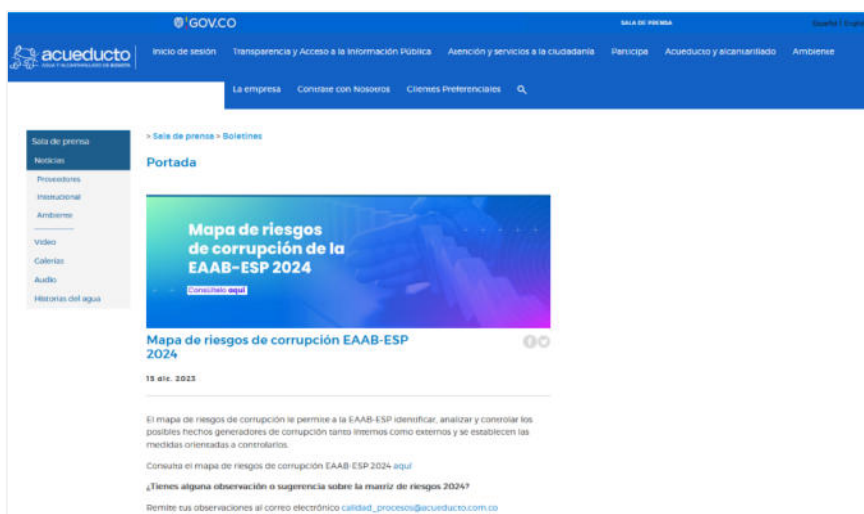 GOV.CO
SALA DE PRENSA
Español
acueducto
AGUA Y ALCANTARILLADO DE BOGOTÁ
Inicio de sesión Transparencia y Acceso a la Información Pública Atención y servicios a la ciudadanía Participa Acueducto y alcantarillado Ambiente
La empresa Contrate con Nosotros Clientes Preferenciales
Sala de prensa
Noticias
Proveedores
Institucional
Ambiente
Video
Galerías
Audio
Historias del agua
> Sala de prensa > Boletines
Portada
Mapa de riesgos
de corrupción de la
EAAB-ESP 2024
Consúltelo aquí
Mapa de riesgos de corrupción EAAB-ESP
2024
15 dic. 2023
El mapa de riesgos de corrupción le permite a la EAAB-ESP identificar, analizar y controlar los
posibles hechos generadores de corrupción tanto internos como externos y se establecen las
medidas orientadas a controlarlos.
Consulta el mapa de riesgos de corrupción EAAB-ESP 2024 aquí
¿Tienes alguna observación o sugerencia sobre la matriz de riesgos 2024?
Remite tus observaciones al correo electrónico calidad_procesos@acueducto.com.co